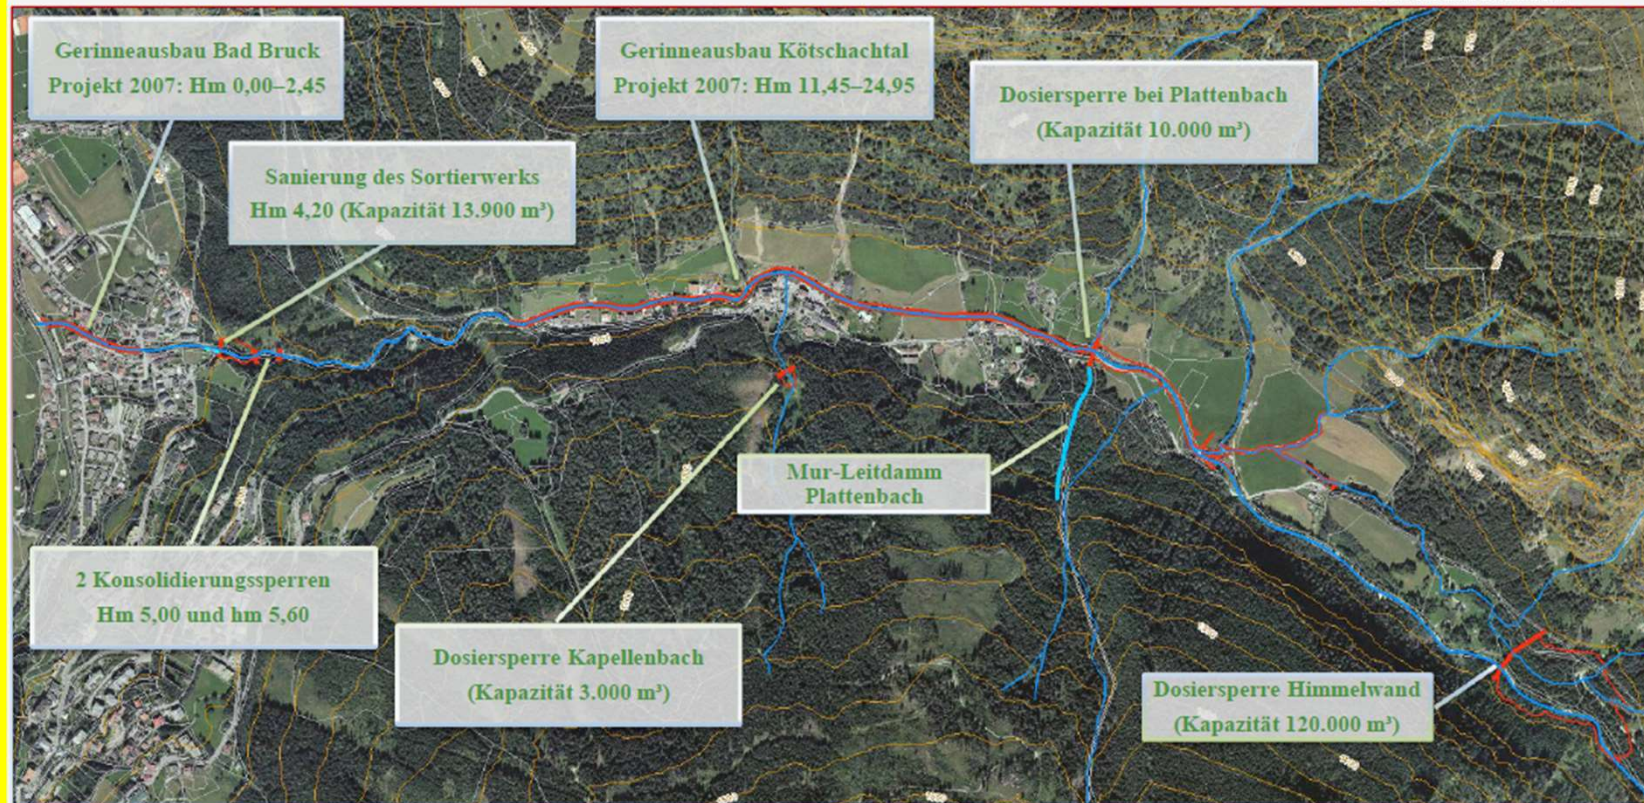 Gerinneausbau Bad Bruck
Projekt 2007: Hm 0,00–2,45
Gerinneausbau Kötschachtal
Projekt 2007: Hm 11,45–24,95
Dosiersperre bei Plattenbach
(Kapazität 10.000 m³)
Sanierung des Sortierwerks
Hm 4,20 (Kapazität 13.900 m³)
Mur-Leitdamm
Plattenbach
2 Konsolidierungssperren
Hm 5,00 und hm 5,60
Dosiersperre Kapellenbach
(Kapazität 3.000 m³)
Dosiersperre Himmelwand
(Kapazität 120.000 m³)